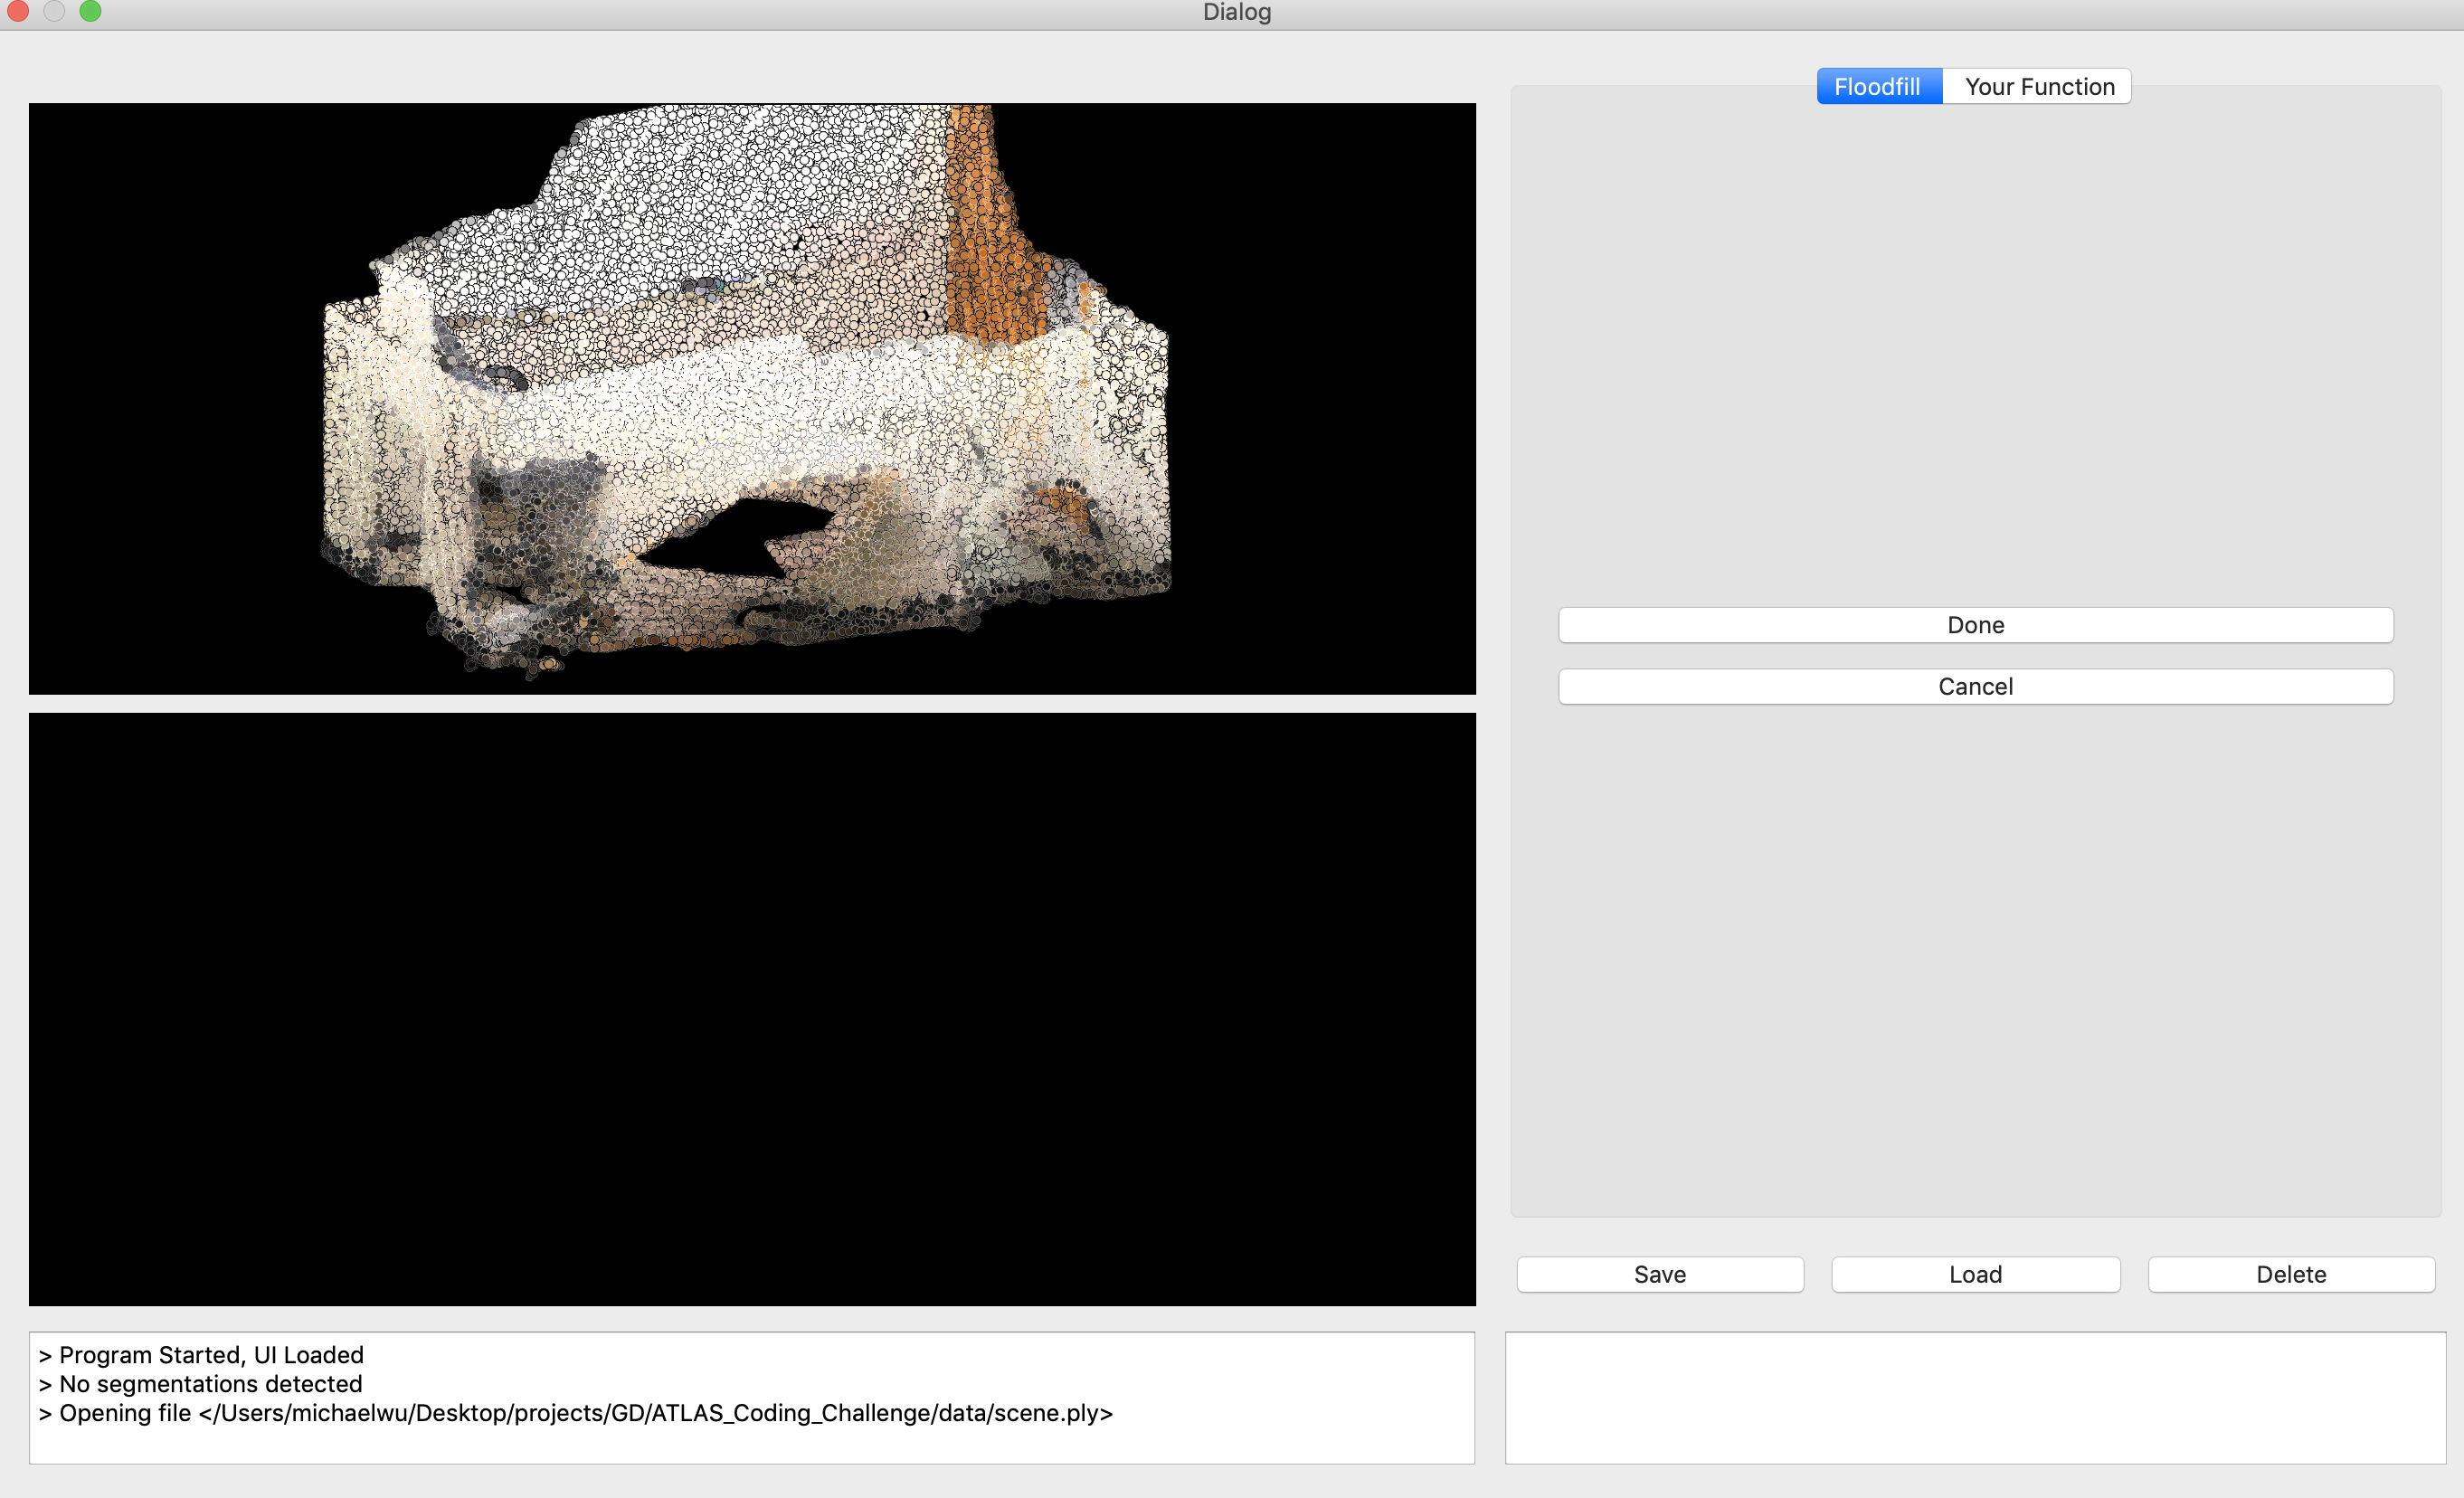 Dialog
Floodfill
Your Function
Done
Cancel
Save
Load
Delete
> Program Started, UI Loaded
> No segmentations detected
> Opening file </Users/michaelwu/Desktop/projects/GD/ATLAS_Coding_Challenge/data/scene.ply>